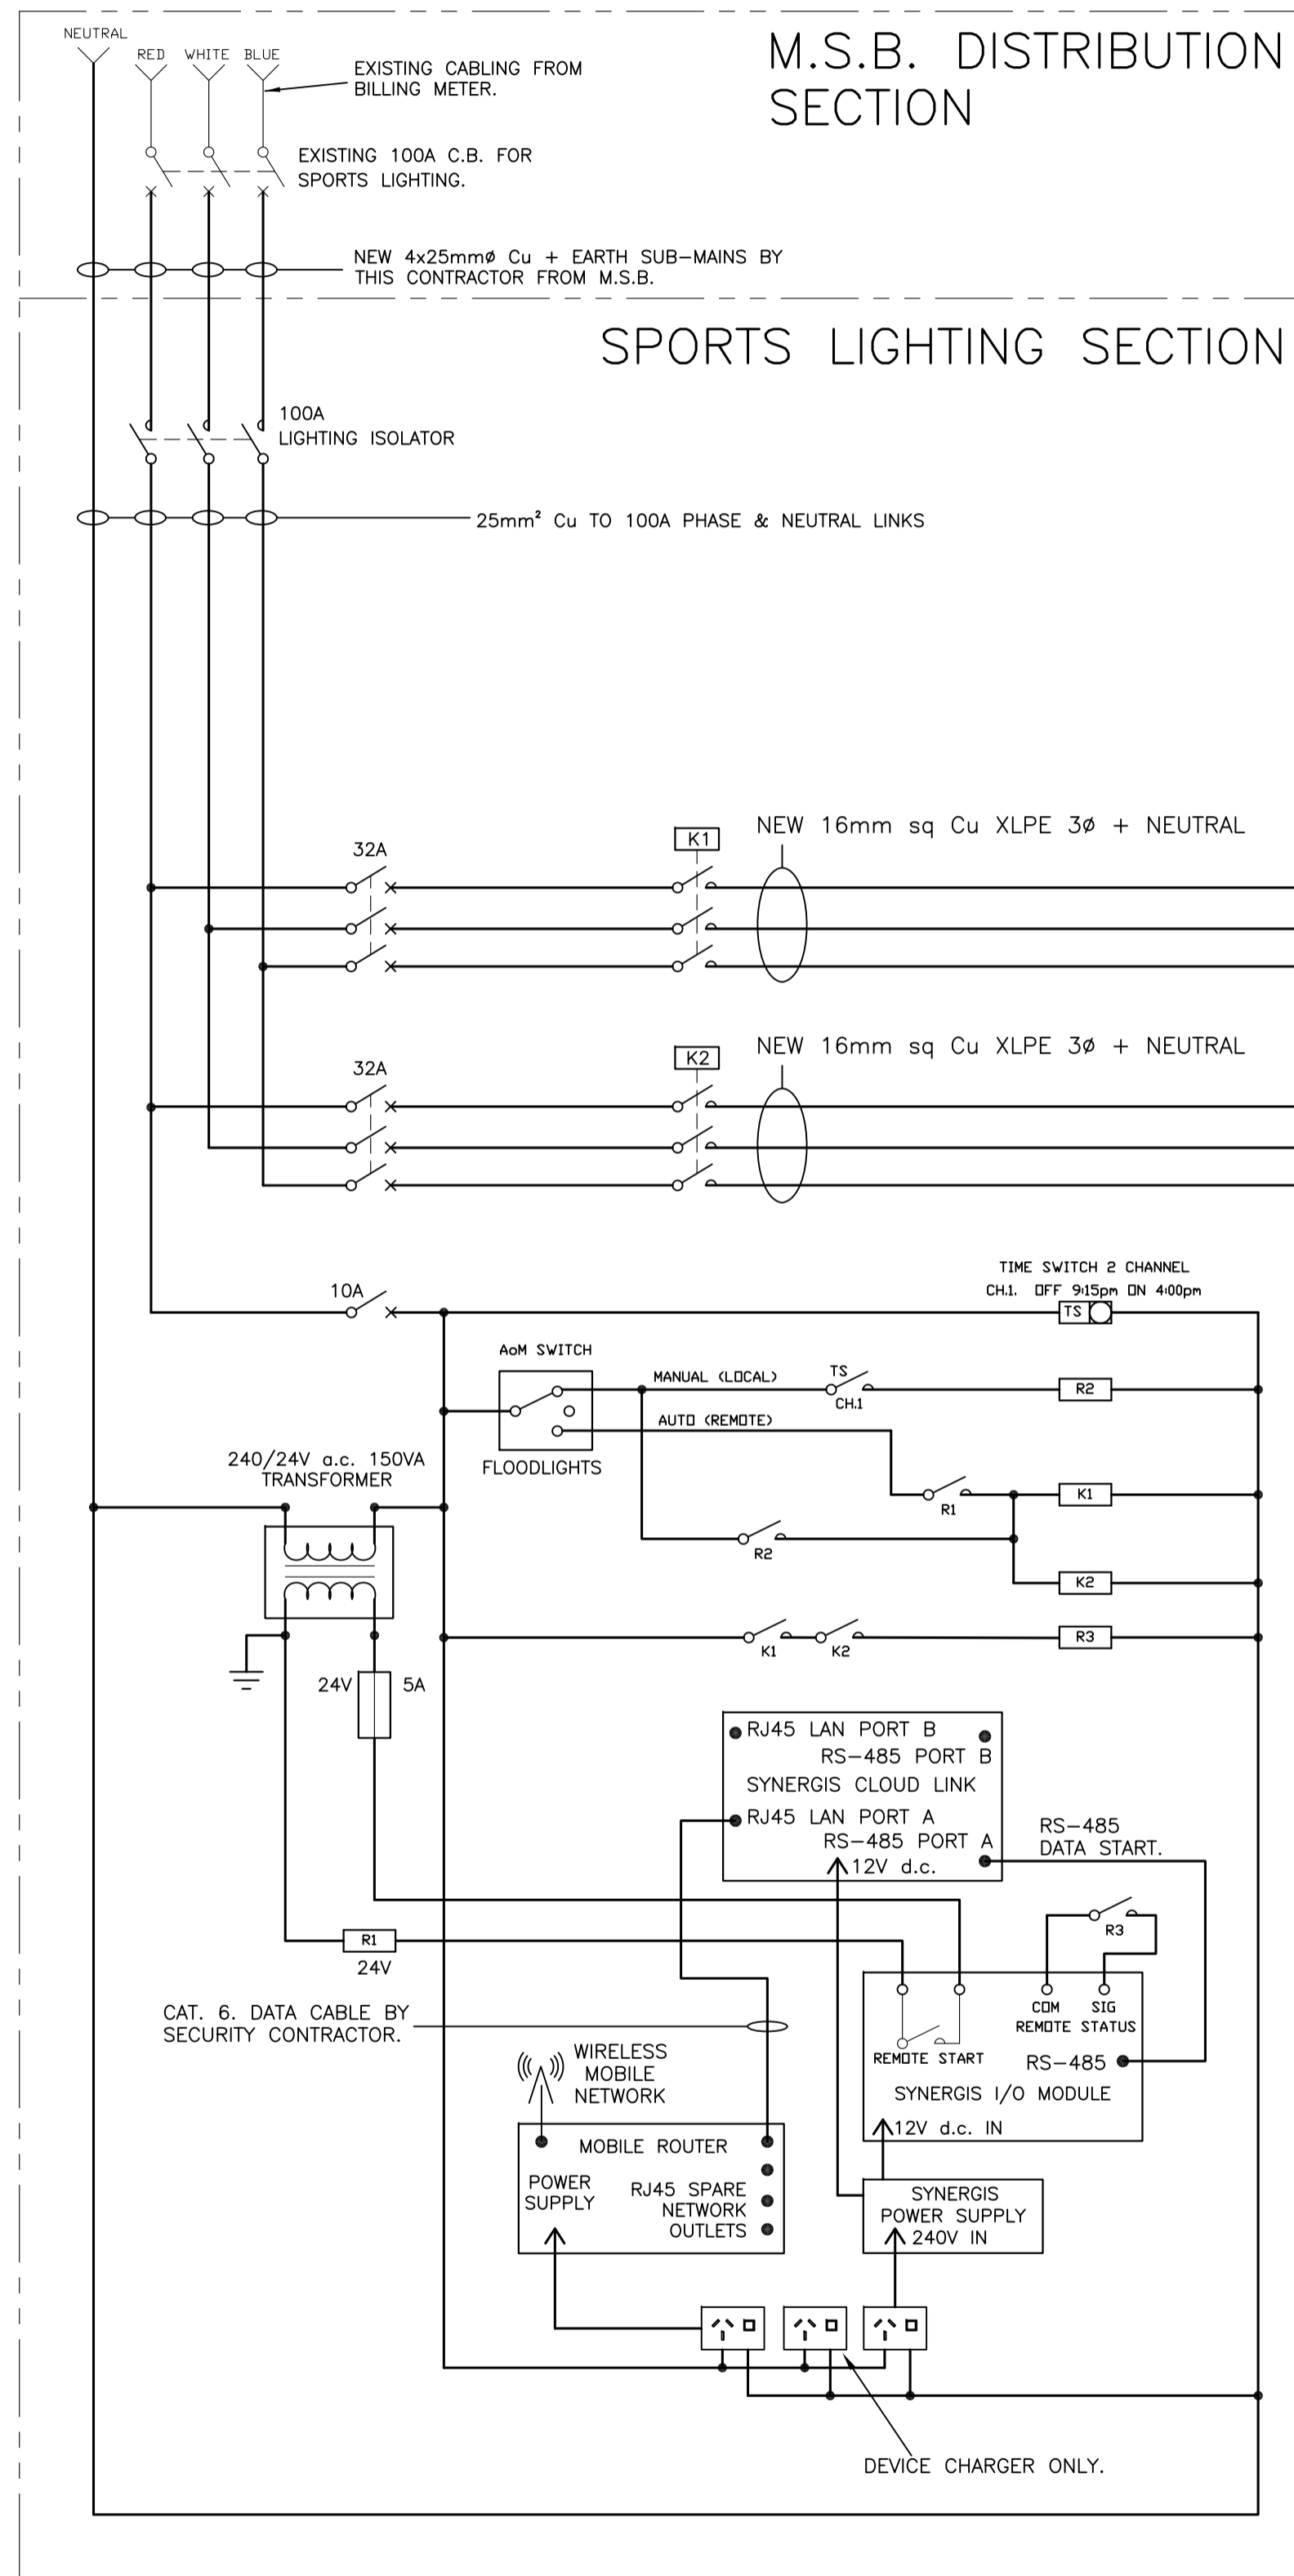 NEUTRAL
RED WHITE BLUE
M.S.B. DISTRIBUTION
SECTION
EXISTING CABLING FROM
BILLING METER.
EXISTING 100A C.B. FOR
SPORTS LIGHTING.
NEW 4x25mmø Cu + EARTH SUB-MAINS BY
THIS CONTRACTOR FROM M.S.B.
SPORTS LIGHTING SECTION
100A
LIGHTING ISOLATOR
25mm² Cu TO 100A PHASE & NEUTRAL LINKS
NEW 16mm sq Cu XLPE 3ø + NEUTRAL
32A
K1
NEW 16mm sq Cu XLPE 3ø + NEUTRAL
32A
K2
TIME SWITCH 2 CHANNEL
CH.1. OFF 9:15pm ON 4:00pm
10A
TS
AoM SWITCH
MANUAL (LOCAL)
TS
CH.1
R2
AUTO (REMOTE)
FLOODLIGHTS
240/24V a.c. 150VA
TRANSFORMER
R1
K1
R2
K2
K1
K2
R3
24V
5A
RJ45 LAN PORT B
RS-485 PORT B
SYNERGIS CLOUD LINK
RJ45 LAN PORT A
RS-485 PORT A
12V d.c.
RS-485
DATA START.
R3
R1
24V
COM SIG
REMOTE STATUS
REMOTE START
RS-485
SYNERGIS I/O MODULE
12V d.c. IN
CAT. 6. DATA CABLE BY
SECURITY CONTRACTOR.
WIRELESS
MOBILE
NETWORK
MOBILE ROUTER
POWER
SUPPLY
RJ45 SPARE
NETWORK
OUTLETS
SYNERGIS
POWER SUPPLY
240V IN
DEVICE CHARGER ONLY.